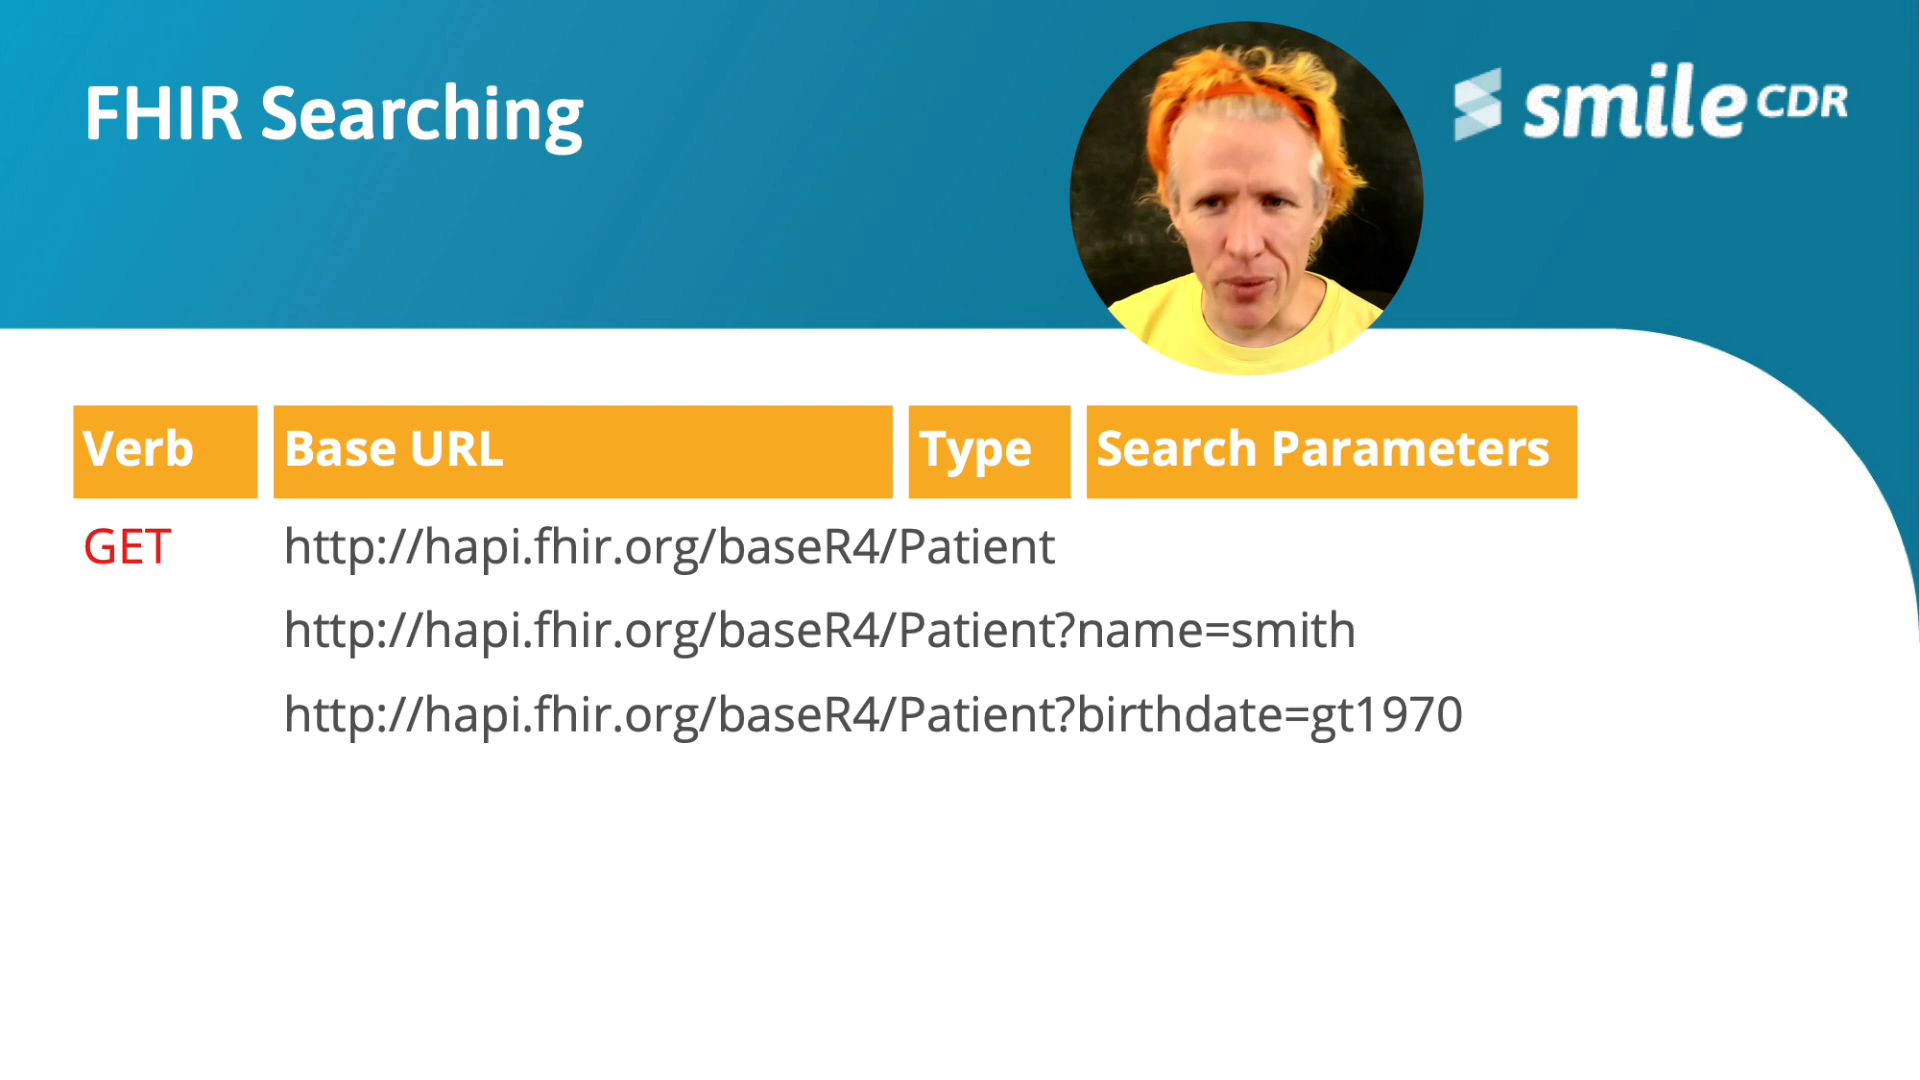 FHIR Searching
smile CDR
Verb Base URL Type Search Parameters
GET http://hapi.fhir.org/baseR4/Patient
http://hapi.fhir.org/baseR4/Patient?name=smith
http://hapi.fhir.org/baseR4/Patient?birthdate=gt1970